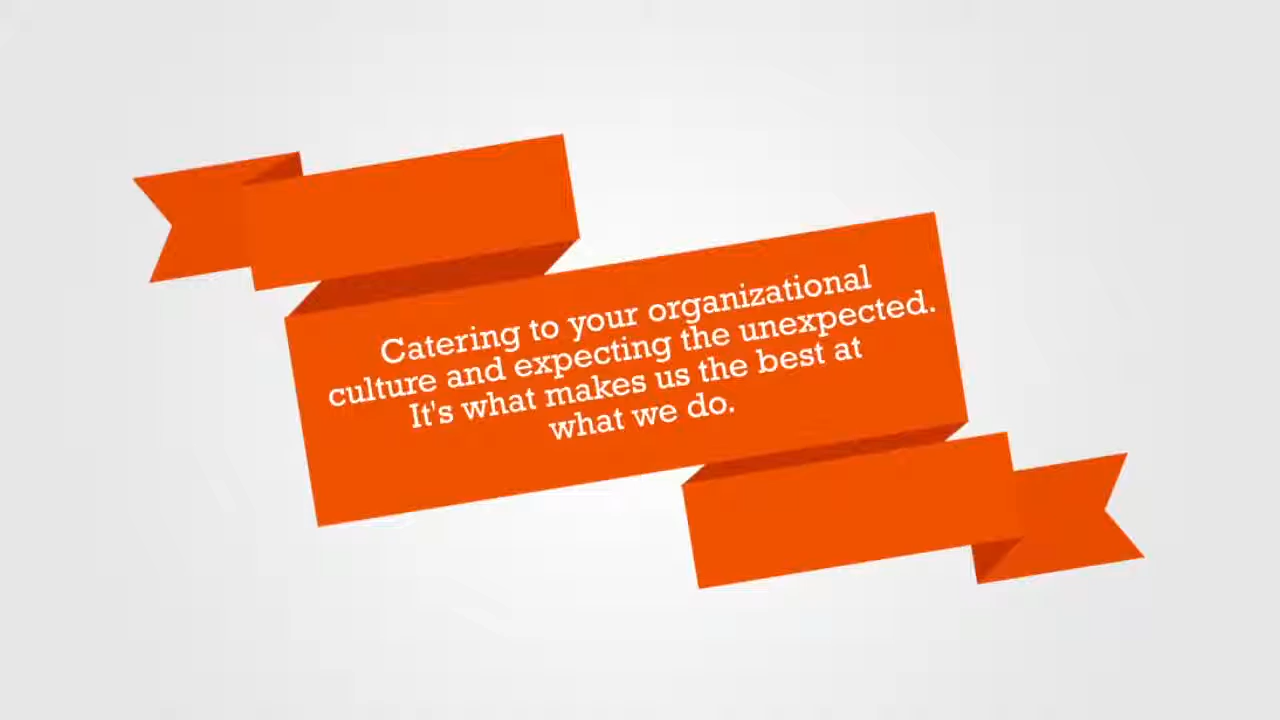 Catering to your organizational
culture and expecting the unexpected.
It's what makes us the best at
what we do.